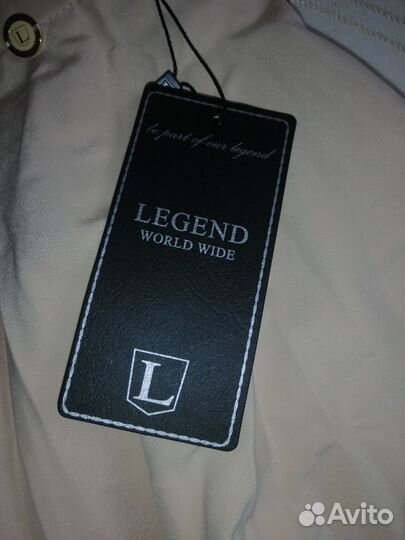 L
be part of our legend
LEGEND
WORLD WIDE
L
Avito